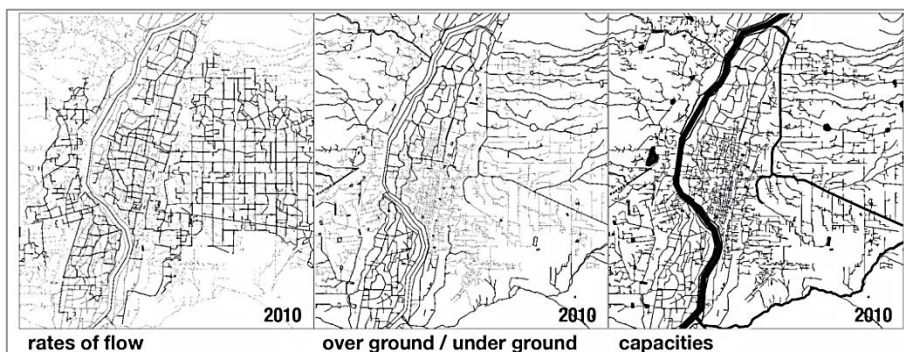 2010
2010
2010
rates of flow
over ground / under ground
capacities